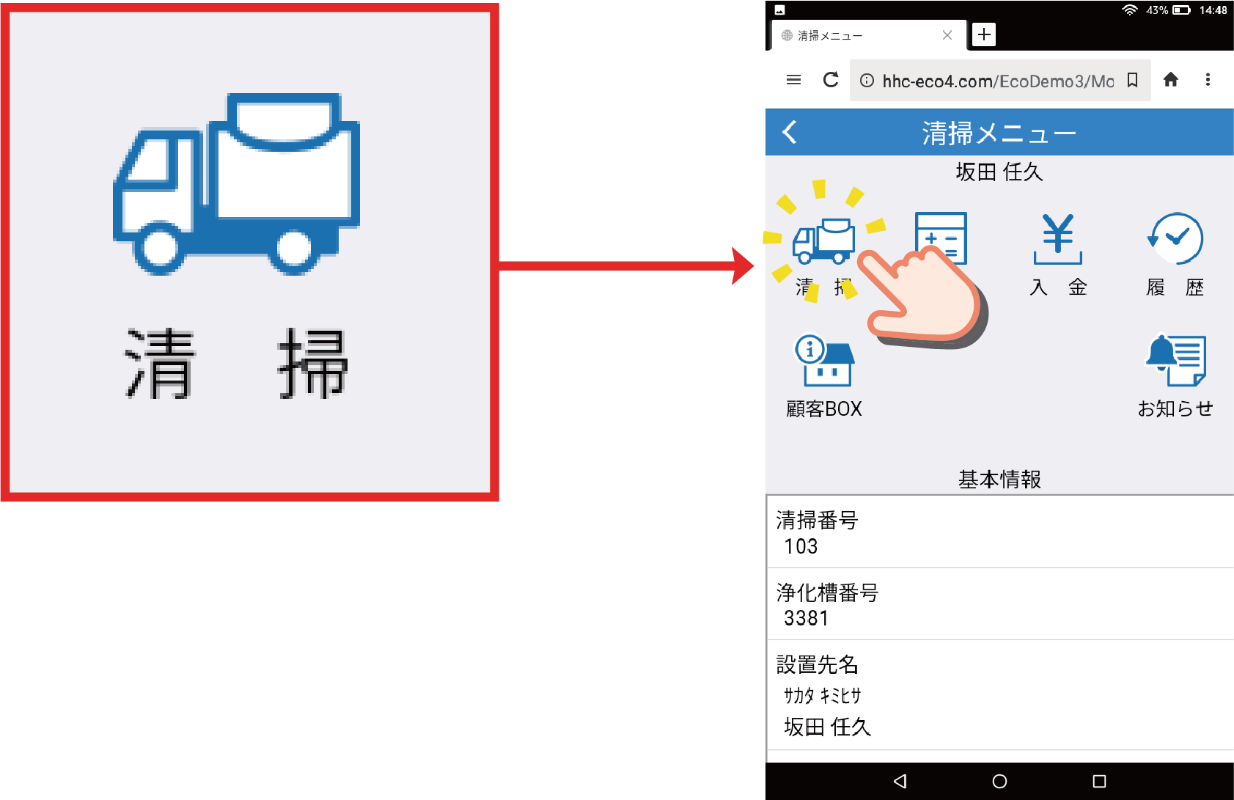 清 掃
43% 14:48
清掃メニュー
hhc-eco4.com/EcoDemo3/Mo
清掃メニュー
坂田 任久
清 掃
入 金
履 歴
顧客BOX
お知らせ
基本情報
清掃番号
103
浄化槽番号
3381
設置先名
ｻｶﾀ ｷﾐﾋｻ
坂田 任久